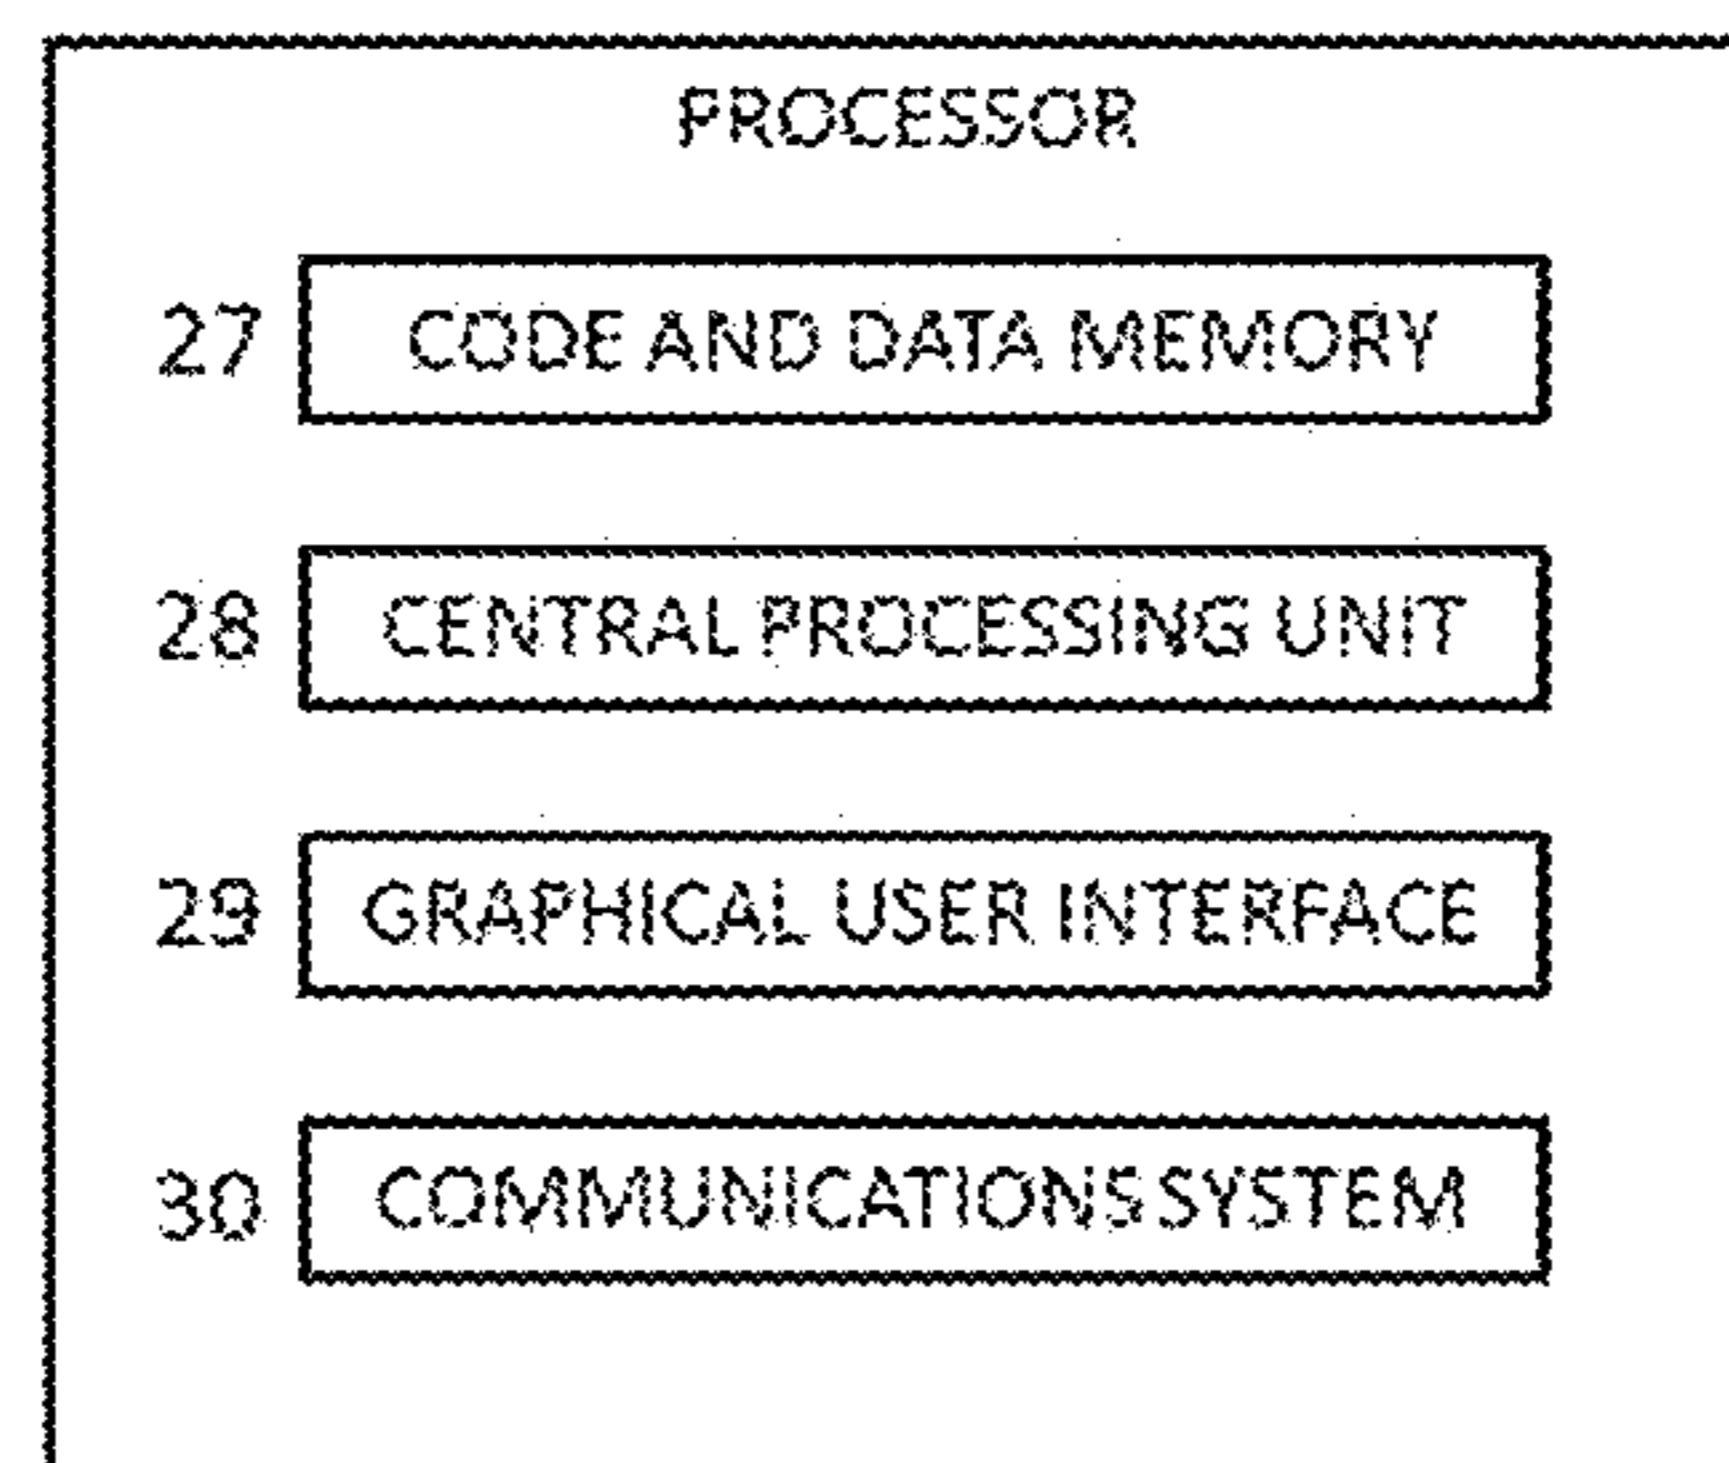 PROCESSOR
27 CODE AND DATA MEMORY
28 CENTRAL PROCESSING UNIT
29 GRAPHICAL USER INTERFACE
30 COMMUNICATIONS SYSTEM